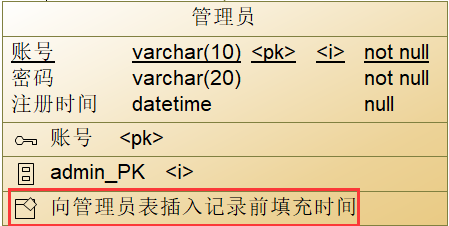 管理员
账号 varchar(10) <pk> <i> not null
密码 varchar(20) not null
注册时间 datetime null
账号 <pk>
admin_PK <i>
向管理员表插入记录前填充时间